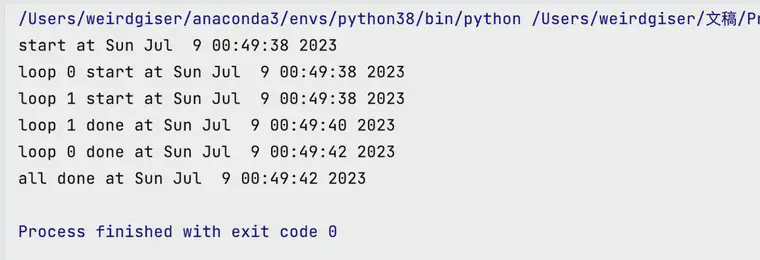 /Users/weirdgiser/anaconda3/envs/python38/bin/python /Users/weirdgiser/文稿/Pr
start at Sun Jul  9 00:49:38 2023
loop 0 start at Sun Jul  9 00:49:38 2023
loop 1 start at Sun Jul  9 00:49:38 2023
loop 1 done at Sun Jul  9 00:49:40 2023
loop 0 done at Sun Jul  9 00:49:42 2023
all done at Sun Jul  9 00:49:42 2023
Process finished with exit code 0